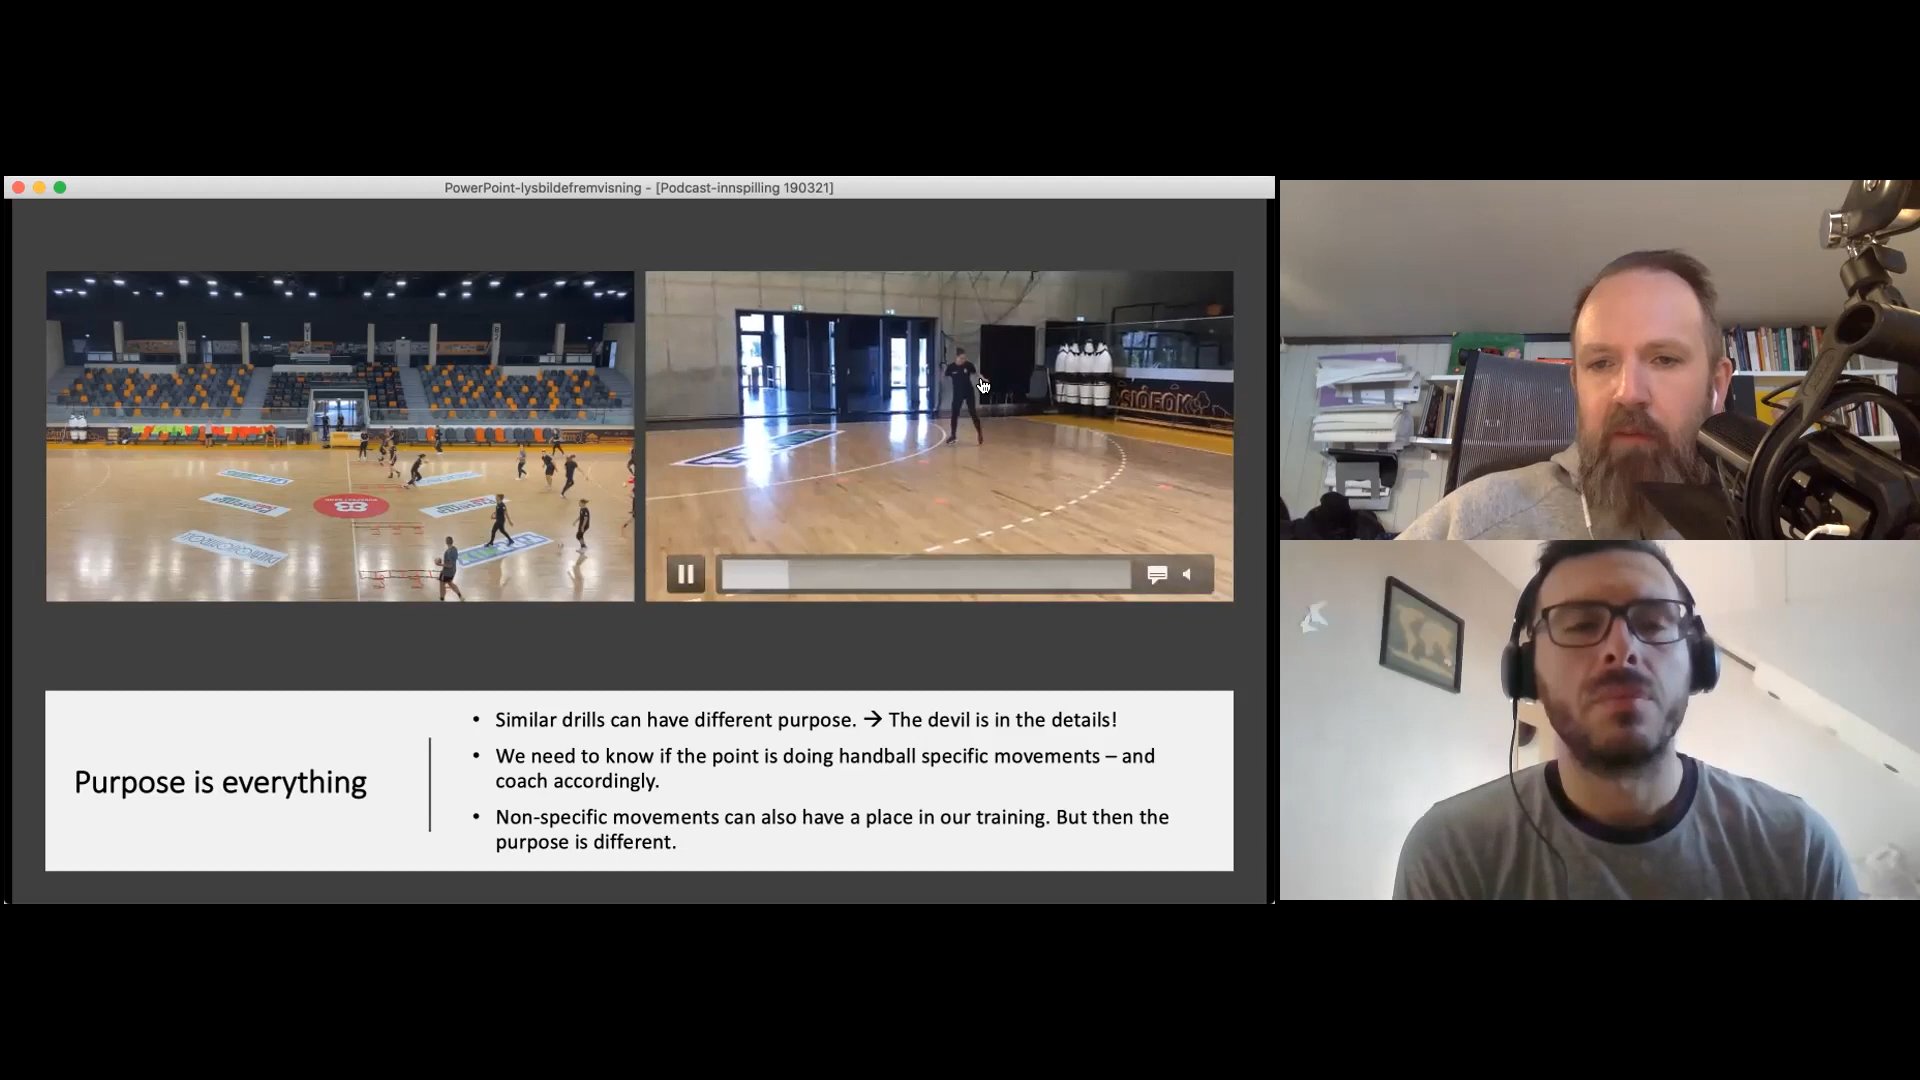 PowerPoint-lysbildefremvisning - [Podcast-innspilling 190321]
SIÓFOK
Purpose is everything
• Similar drills can have different purpose. → The devil is in the details!
• We need to know if the point is doing handball specific movements – and
coach accordingly.
• Non-specific movements can also have a place in our training. But then the
purpose is different.